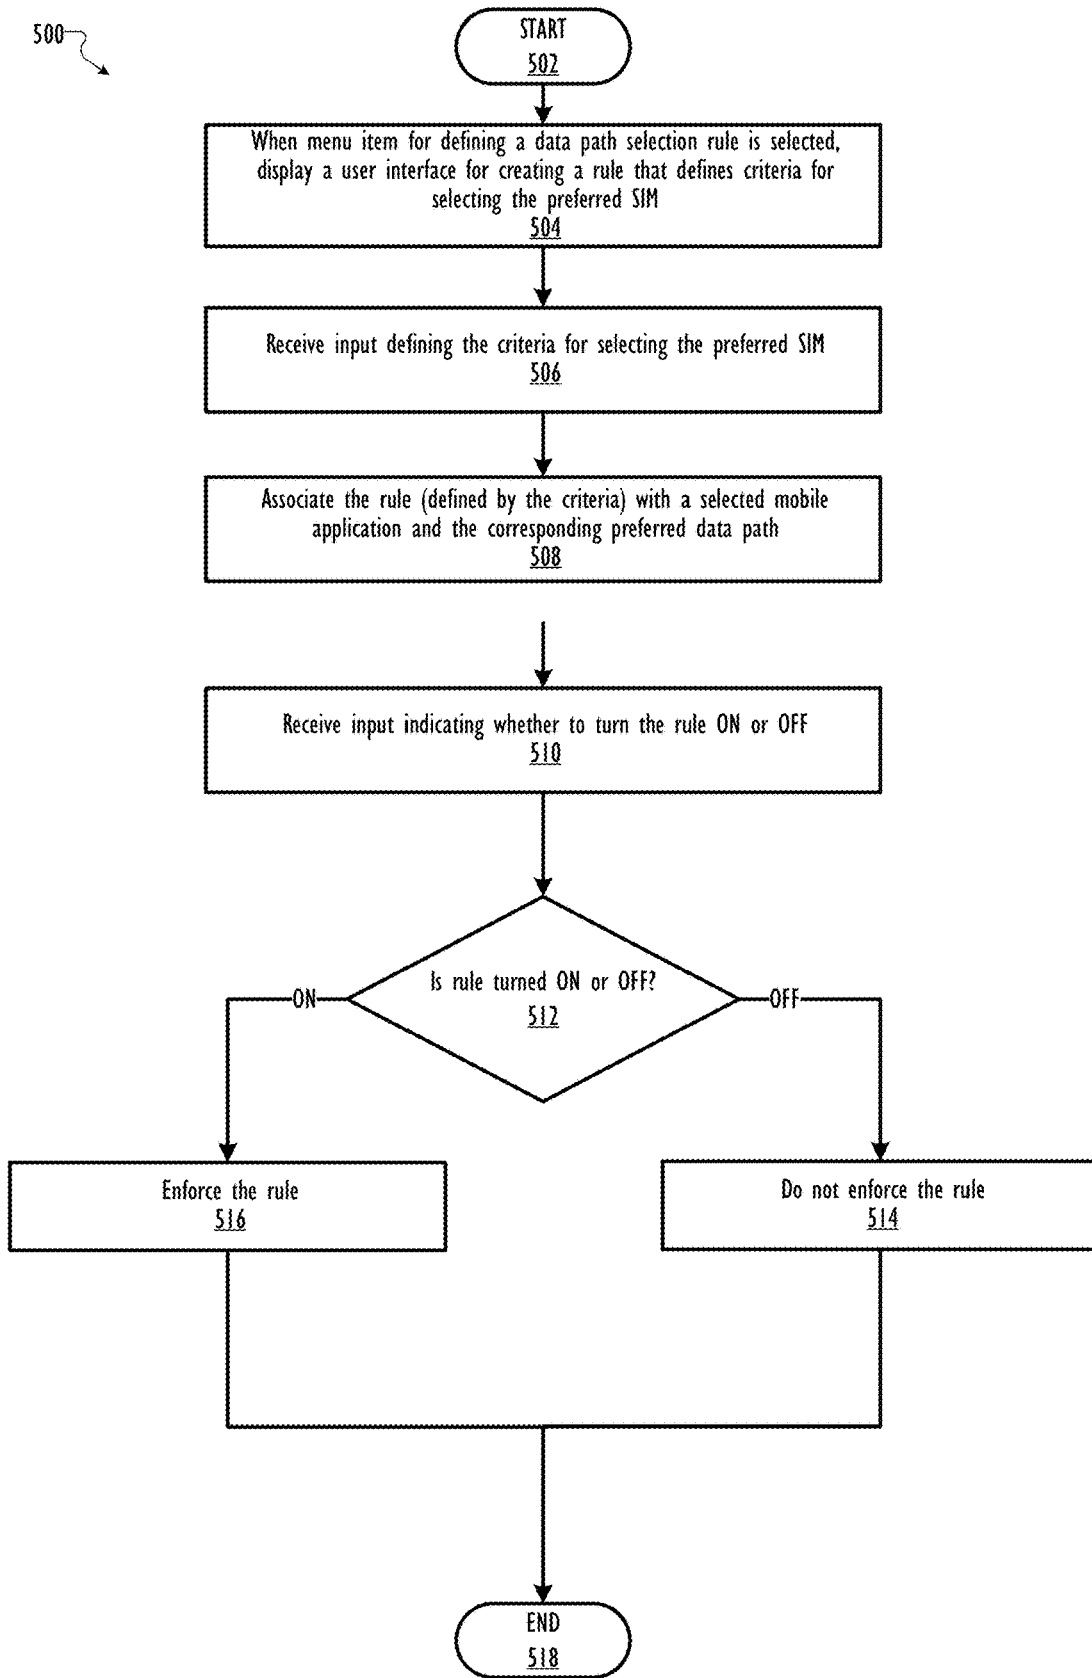 500
START
502
When menu item for defining a data path selection rule is selected,
display a user interface for creating a rule that defines criteria for
selecting the preferred SIM
504
Receive input defining the criteria for selecting the preferred SIM
506
Associate the rule (defined by the criteria) with a selected mobile
application and the corresponding preferred data path
508
Receive input indicating whether to turn the rule ON or OFF
510
Is rule turned ON or OFF?
512
ON
OFF
Enforce the rule
516
Do not enforce the rule
514
END
518